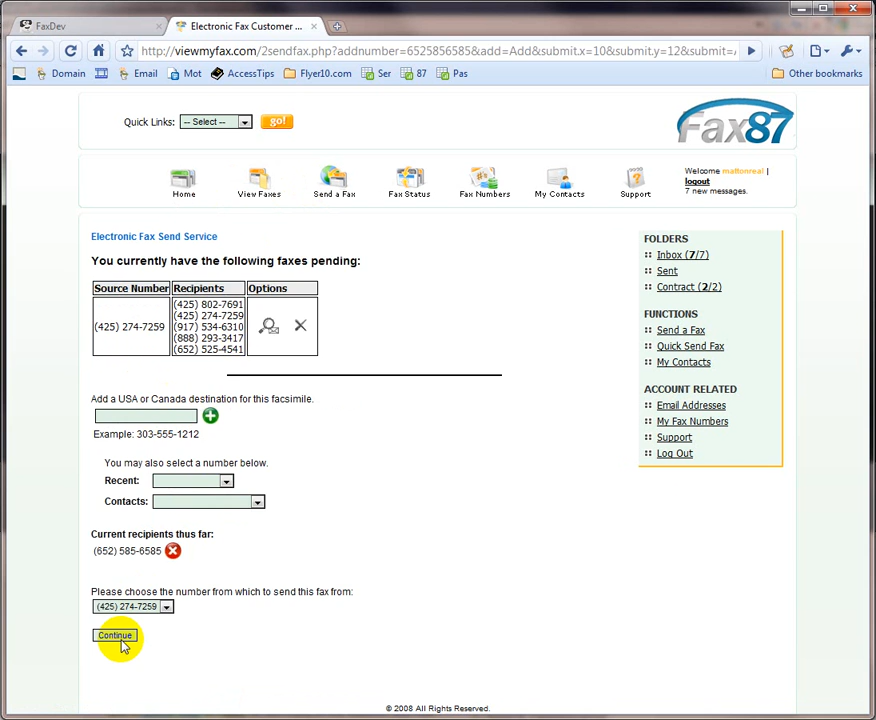 FaxDev
Electronic Fax Customer ...
http://viewmyfax.com/2sendfax.php?addnumber=6525856585&add=Add&submit.x=10&submit.y=12&submit=
Domain Email Mot AccessTips Flyer10.com Ser 87 Pas Other bookmarks
Quick Links: -- Select -- go!
Fax87
Home View Faxes Send a Fax Fax Status Fax Numbers My Contacts Support
Welcome mattonreal |
logout
7 new messages.
Electronic Fax Send Service
You currently have the following faxes pending:
Source Number Recipients Options
(425) 274-7259
(425) 802-7691
(425) 274-7259
(917) 534-6310
(888) 293-3417
(652) 525-4541
Add a USA or Canada destination for this facsimile.
Example: 303-555-1212
You may also select a number below.
Recent:
Contacts:
Current recipients thus far:
(652) 585-6585
Please choose the number from which to send this fax from:
(425) 274-7259
Continue
FOLDERS
:: Inbox (7/7)
:: Sent
:: Contract (2/2)
FUNCTIONS
:: Send a Fax
:: Quick Send Fax
:: My Contacts
ACCOUNT RELATED
:: Email Addresses
:: My Fax Numbers
:: Support
:: Log Out
© 2008 All Rights Reserved.